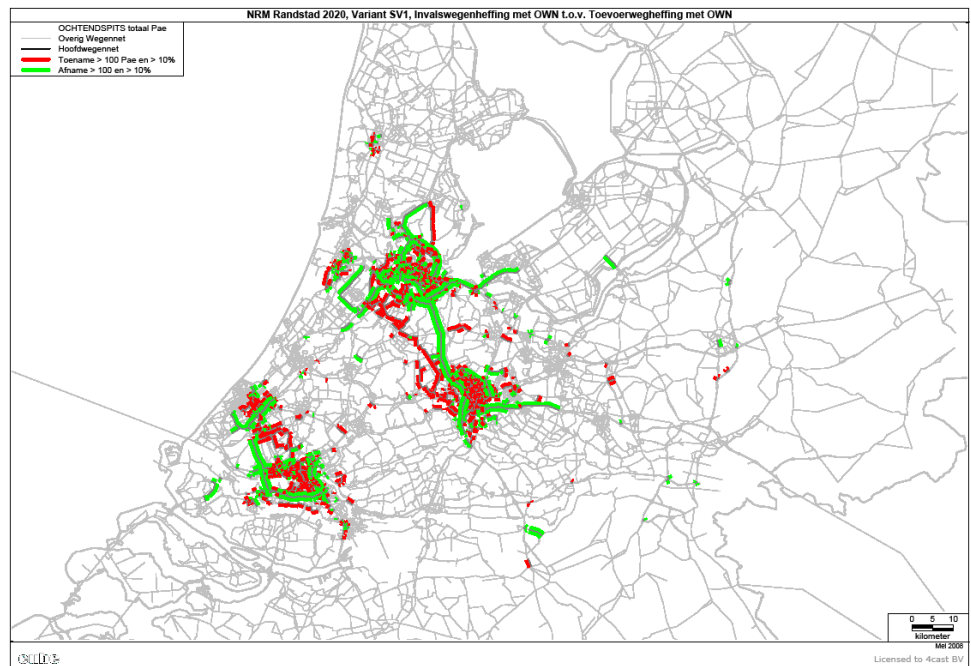 NRM Randstad 2020, Variant SV1, Invalswegenheffing met OWN t.o.v. Toevoerwegheffing met OWN
OCHTENDSPITS totaal Pae
Overig Wegennet
Hoofdwegennet
Toename > 100 Pae en > 10%
Afname > 100 en > 10%
0 5 10
kilometer
Mei 2008
cube
Licensed to 4cast BV